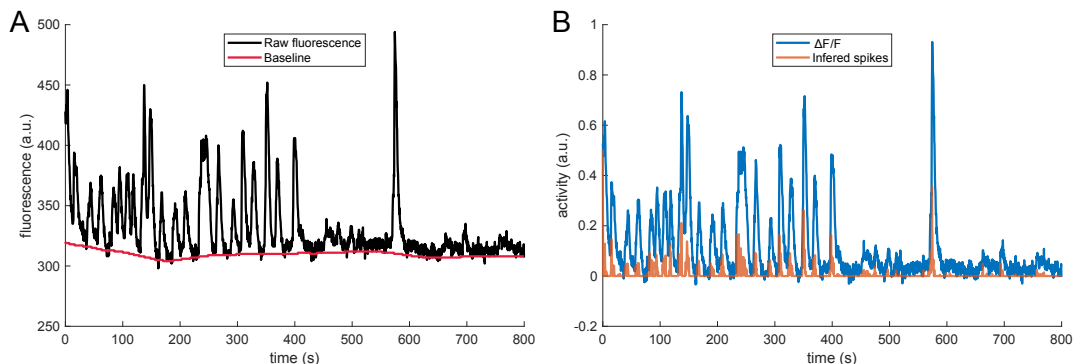 A
500
450
400
350
300
250
fluorescence (a.u.)
Raw fluorescence
Baseline
0 100 200 300 400 500 600 700 800
time (s)
B
1
0.8
0.6
0.4
0.2
0
-0.2
activity (a.u.)
ΔF/F
Infered spikes
0 100 200 300 400 500 600 700 800
time (s)